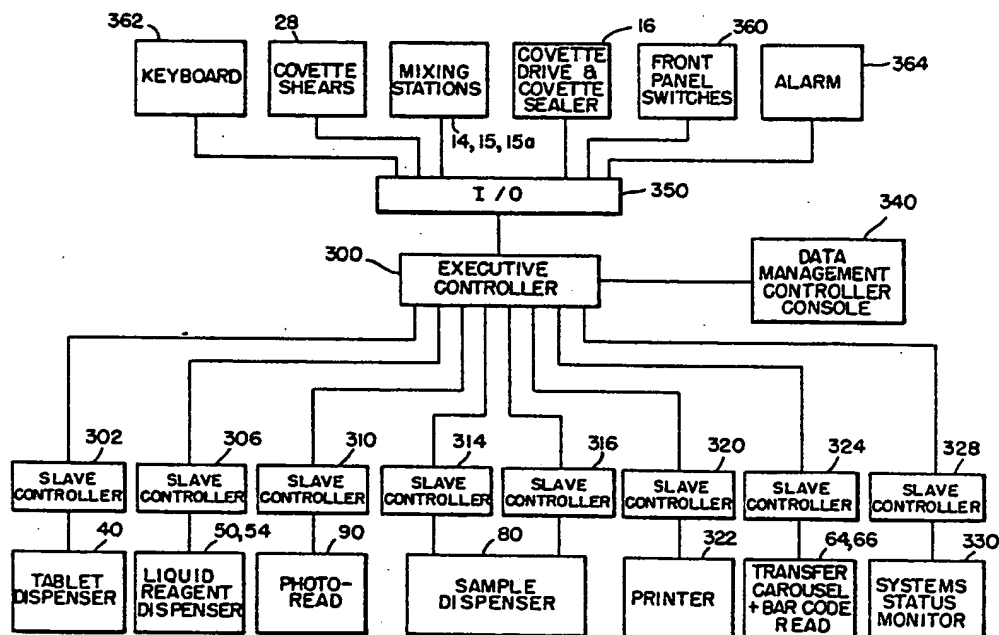 362
28
16
360
KEYBOARD
COVETTE
SHEARS
MIXING
STATIONS
COVETTE
DRIVE &
COVETTE
SEALER
FRONT
PANEL
SWITCHES
ALARM
364
14, 15, 15a
I/O
350
340
300
EXECUTIVE
CONTROLLER
DATA
MANAGEMENT
CONTROLLER
CONSOLE
302
306
310
314
316
320
324
328
SLAVE
CONTROLLER
SLAVE
CONTROLLER
SLAVE
CONTROLLER
SLAVE
CONTROLLER
SLAVE
CONTROLLER
SLAVE
CONTROLLER
SLAVE
CONTROLLER
SLAVE
CONTROLLER
40
50,54
90
80
322
64,66
330
TABLET
DISPENSER
LIQUID
REAGENT
DISPENSER
PHOTO-
READ
SAMPLE
DISPENSER
PRINTER
TRANSFER
CAROUSEL
+ BAR CODE
READ
SYSTEMS
STATUS
MONITOR